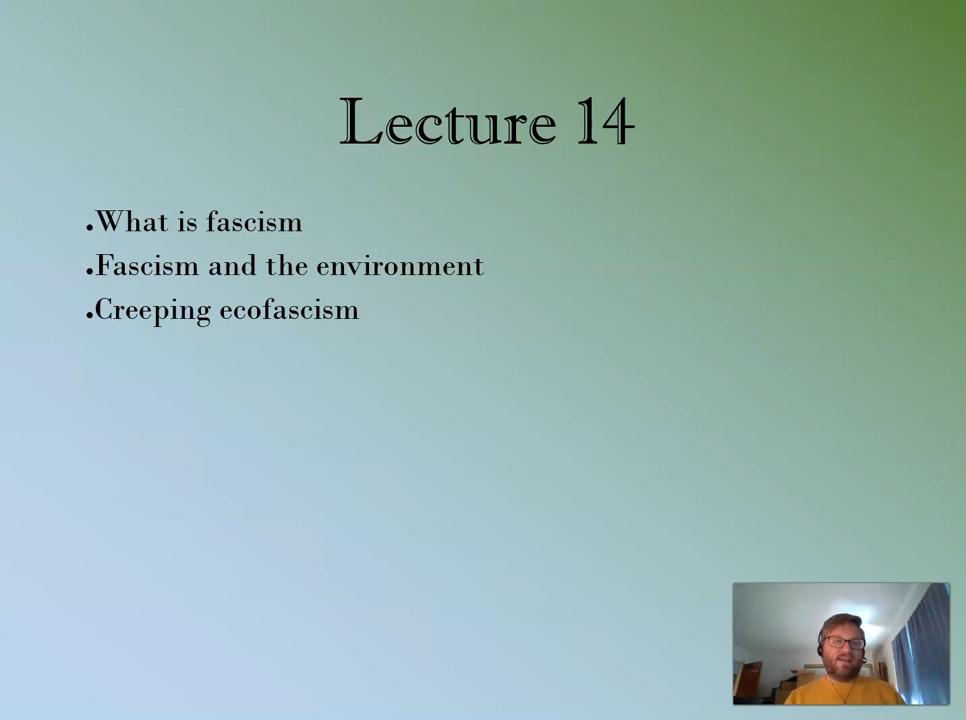 Lecture 14
.What is fascism
.Fascism and the environment
.Creeping ecofascism